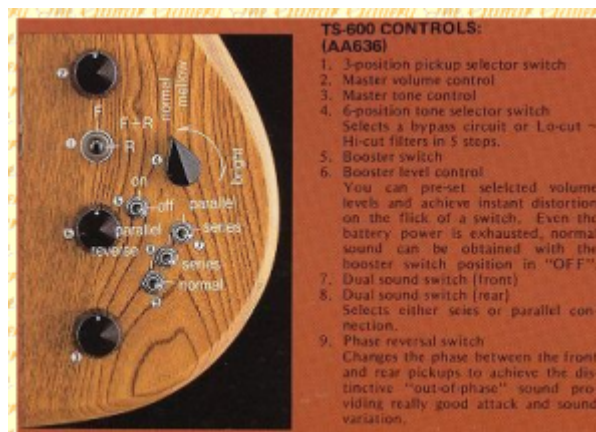 TS-600 CONTROLS:
(AA636)
1. 3-position pickup selector switch
2. Master volume control
3. Master tone control
4. 6-position tone selector switch
Selects a bypass circuit or Lo-cut ~
Hi-cut filters in 5 steps.
5. Booster switch
6. Booster level control
You can pre-set selelcted volume
levels and achieve instant distortion
on the flick of a switch. Even the
battery power is exhausted, normal
sound can be obtained with the
booster switch position in "OFF".
7. Dual sound switch (front)
8. Dual sound switch (rear)
Selects either seies or parallel con-
nection.
9. Phase reversal switch
Changes the phase between the front
and rear pickups to achieve the dis-
tinctive "out-of-phase" sound pro-
viding really good attack and sound
variation.
normal
mellow
bright
F
F+R
R
on
off
parallel
series
parallel
reverse
series
normal